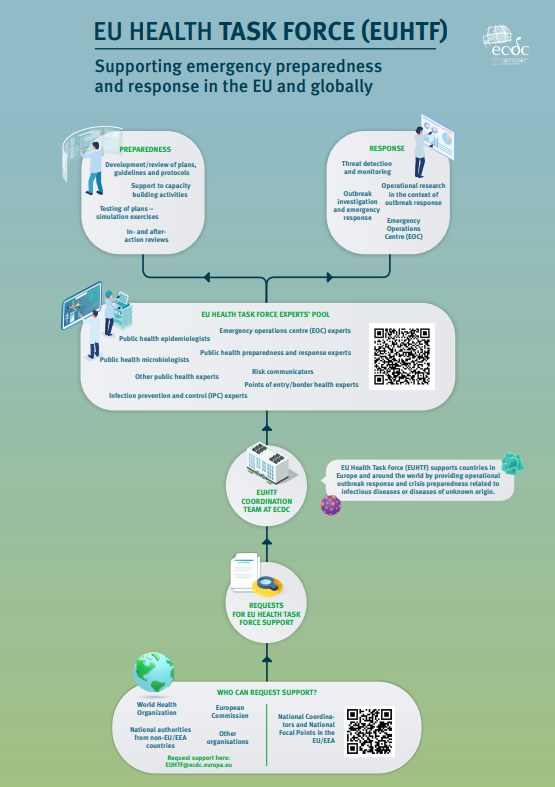 EU HEALTH TASK FORCE (EUHTF)
ecdc
Supporting emergency preparedness
and response in the EU and globally
PREPAREDNESS
Development/review of plans,
guidelines and protocols
Support to capacity
building activities
Testing of plans –
simulation exercises
In- and after-
action reviews
RESPONSE
Threat detection
and monitoring
Operational research
in the context of
outbreak response
Outbreak
investigation
and emergency
response
Emergency
Operations
Centre (EOC)
EU HEALTH TASK FORCE EXPERTS' POOL
Emergency operations centre (EOC) experts
Public health epidemiologists
Public health preparedness and response experts
Public health microbiologists
Risk communicators
Other public health experts
Points of entry/border health experts
Infection prevention and control (IPC) experts
EUHTF
COORDINATION
TEAM AT ECDC
EU Health Task Force (EUHTF) supports countries in
Europe and around the world by providing operational
outbreak response and crisis preparedness related to
infectious diseases or diseases of unknown origin.
REQUESTS
FOR EU HEALTH TASK
FORCE SUPPORT
WHO CAN REQUEST SUPPORT?
World Health
Organization
European
Commission
National authorities
from non-EU/EEA
countries
Other
organisations
Request support here:
EUHTF@ecdc.europa.eu
National Coordina-
tors and National
Focal Points in the
EU/EEA